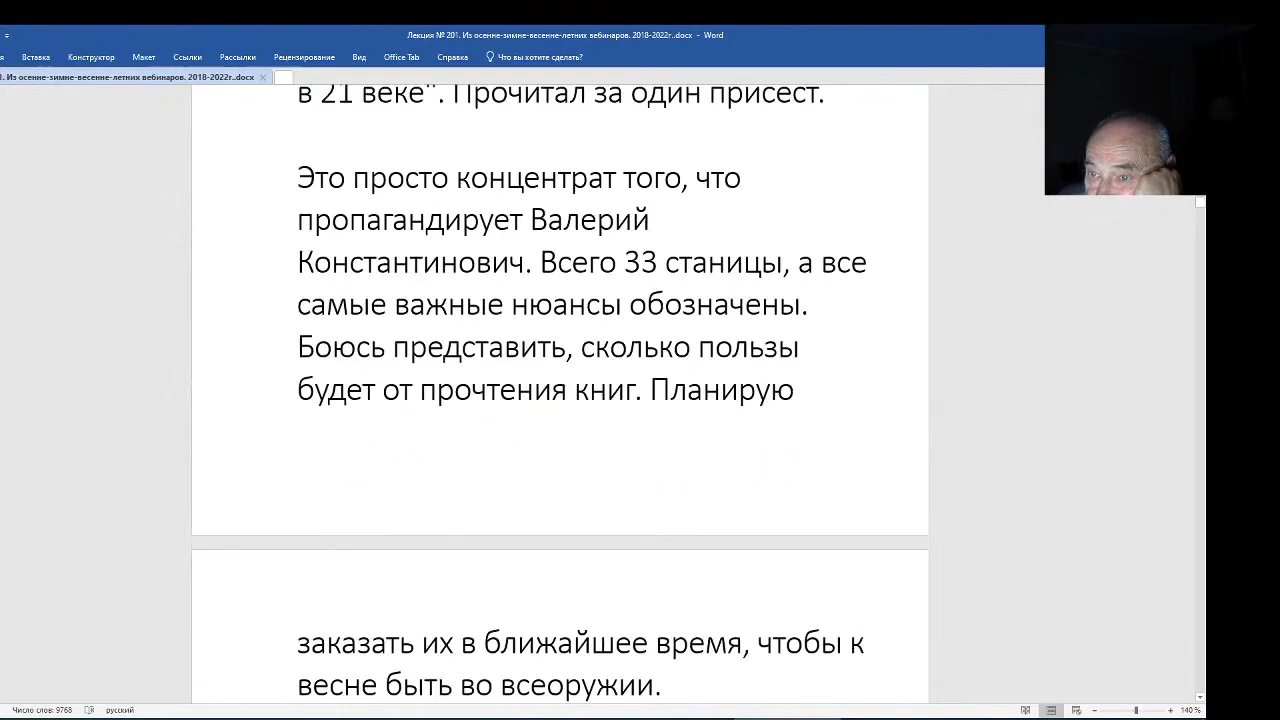 Лекция № 201. Из осенне-зимне-весенне-летних вебинаров. 2018-2022г..docx - Word
я Вставка Конструктор Макет Ссылки Рассылки Рецензирование Вид Office Tab Справка Что вы хотите сделать?
1. Из осенне-зимне-весенне-летних вебинаров. 2018-2022г..docx
в 21 веке". Прочитал за один присест.
Это просто концентрат того, что
пропагандирует Валерий
Константинович. Всего 33 станицы, а все
самые важные нюансы обозначены.
Боюсь представить, сколько пользы
будет от прочтения книг. Планирую
заказать их в ближайшее время, чтобы к
весне быть во всеоружии.
Число слов: 9768 русский 140 %